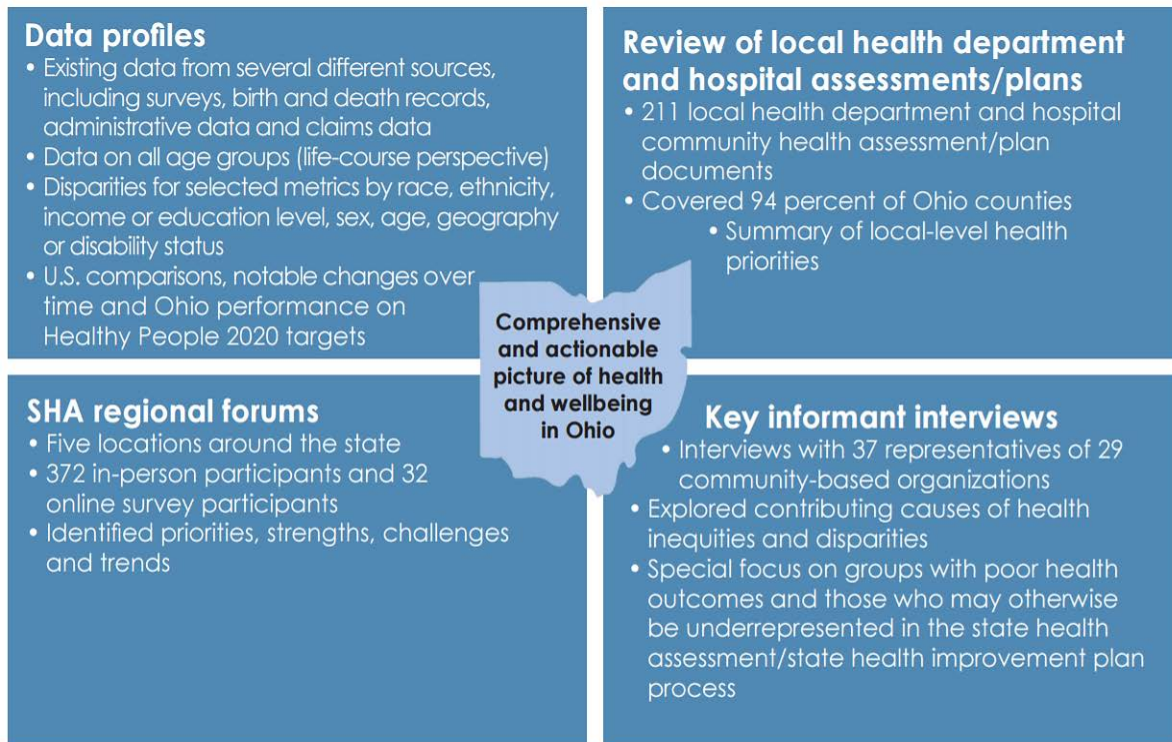 Data profiles
• Existing data from several different sources,
including surveys, birth and death records,
administrative data and claims data
• Data on all age groups (life-course perspective)
• Disparities for selected metrics by race, ethnicity,
income or education level, sex, age, geography
or disability status
• U.S. comparisons, notable changes over
time and Ohio performance on
Healthy People 2020 targets
Review of local health department
and hospital assessments/plans
• 211 local health department and hospital
community health assessment/plan
documents
• Covered 94 percent of Ohio counties
• Summary of local-level health
priorities
Comprehensive
and actionable
picture of health
and wellbeing
in Ohio
SHA regional forums
• Five locations around the state
• 372 in-person participants and 32
online survey participants
• Identified priorities, strengths, challenges
and trends
Key informant interviews
• Interviews with 37 representatives of 29
community-based organizations
• Explored contributing causes of health
inequities and disparities
• Special focus on groups with poor health
outcomes and those who may otherwise
be underrepresented in the state health
assessment/state health improvement plan
process